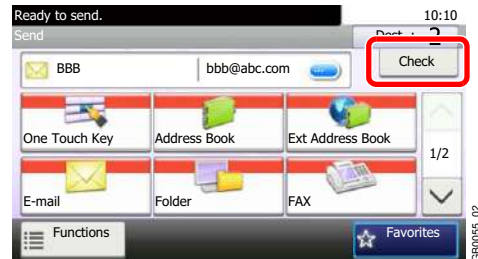 Ready to send.
10:10
Send
Dest. : 2
BBB
bbb@abc.com
Check
One Touch Key
Address Book
Ext Address Book
1/2
E-mail
Folder
FAX
Functions
Favorites
GB0055_02